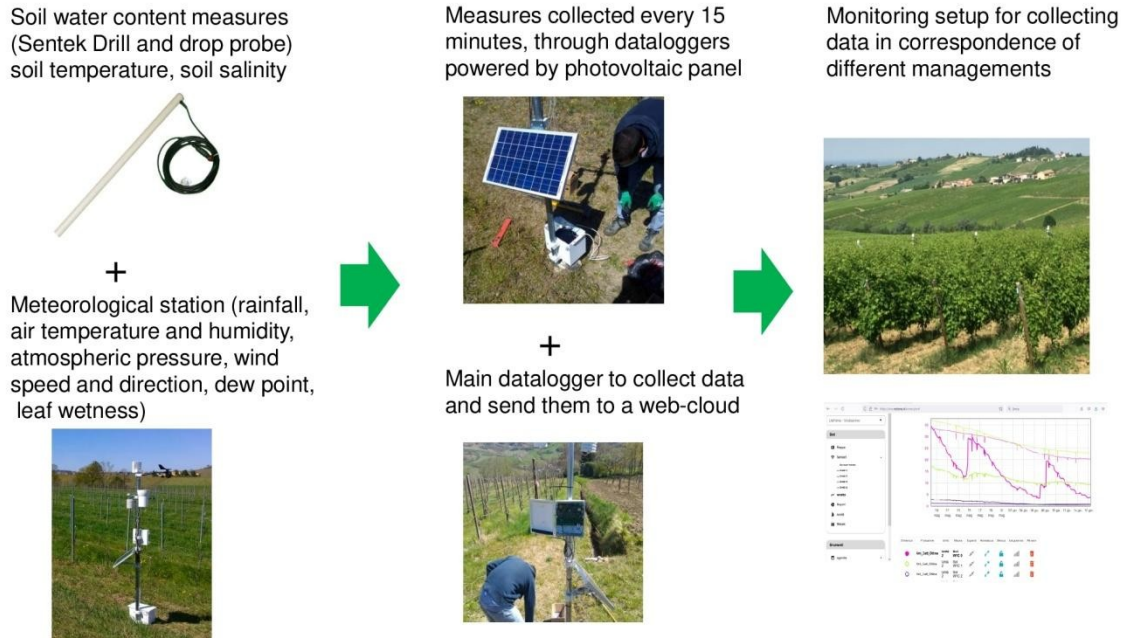 Soil water content measures
(Sentek Drill and drop probe)
soil temperature, soil salinity
+
Meteorological station (rainfall,
air temperature and humidity,
atmospheric pressure, wind
speed and direction, dew point,
leaf wetness)
Measures collected every 15
minutes, through dataloggers
powered by photovoltaic panel
+
Main datalogger to collect data
and send them to a web-cloud
Monitoring setup for collecting
data in correspondence of
different managements